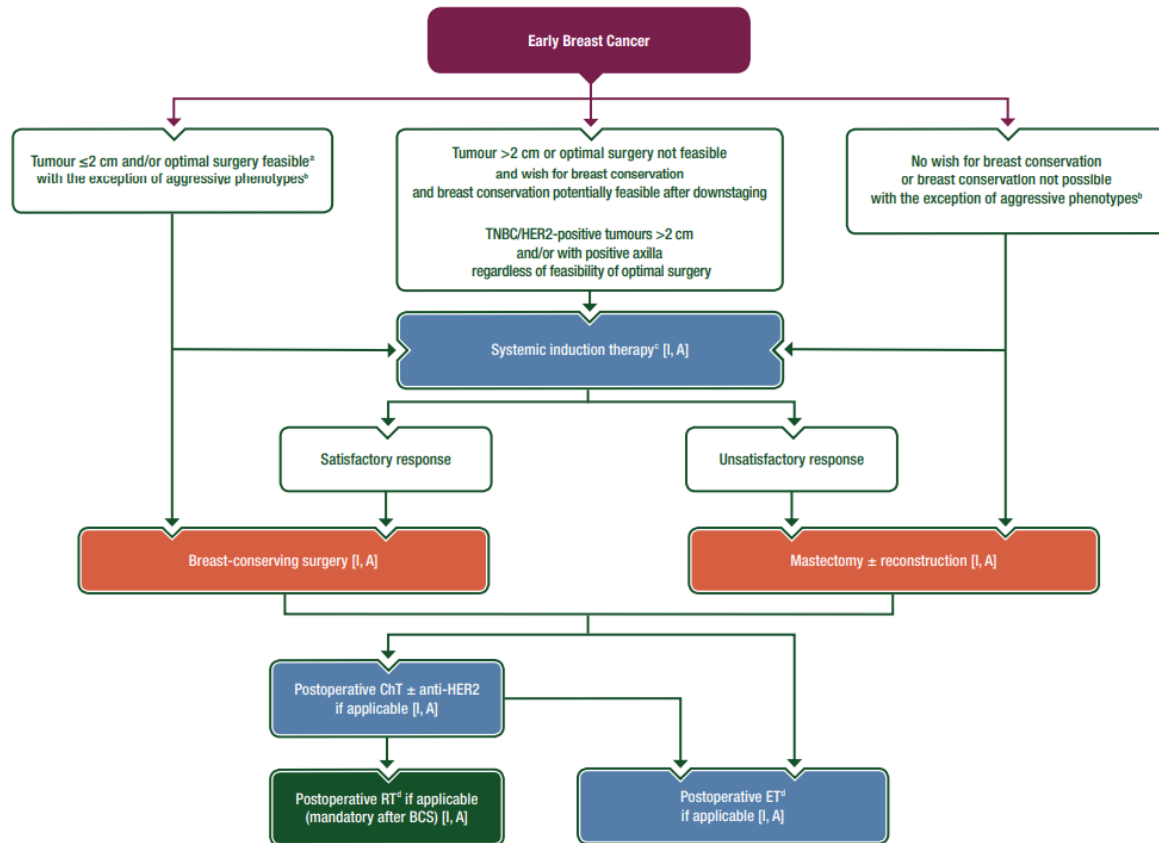 Early Breast Cancer
Tumour ≤2 cm and/or optimal surgery feasibleᵃ
with the exception of aggressive phenotypesᵇ
Tumour >2 cm or optimal surgery not feasible
and wish for breast conservation
and breast conservation potentially feasible after downstaging
TNBC/HER2-positive tumours >2 cm
and/or with positive axilla
regardless of feasibility of optimal surgery
No wish for breast conservation
or breast conservation not possible
with the exception of aggressive phenotypesᵇ
Systemic induction therapyᶜ [I, A]
Satisfactory response
Unsatisfactory response
Breast-conserving surgery [I, A]
Mastectomy ± reconstruction [I, A]
Postoperative ChT ± anti-HER2
if applicable [I, A]
Postoperative RTᵈ if applicable
(mandatory after BCS) [I, A]
Postoperative ETᵈ
if applicable [I, A]